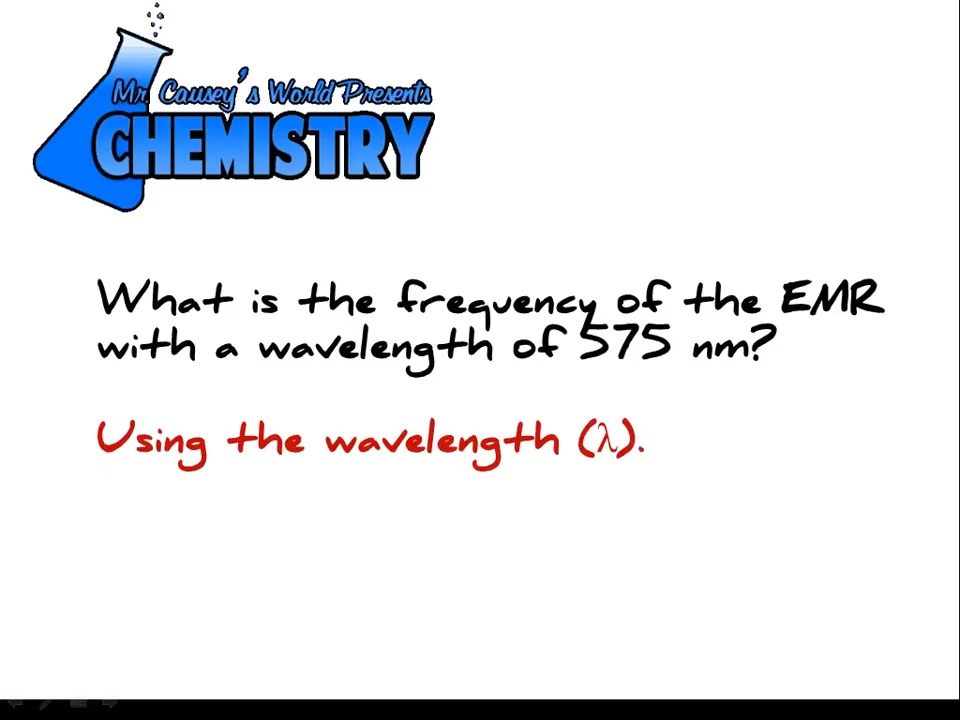 Mr. Causey's World Presents
CHEMISTRY
What is the frequency of the EMR
with a wavelength of 575 nm?
Using the wavelength (λ).